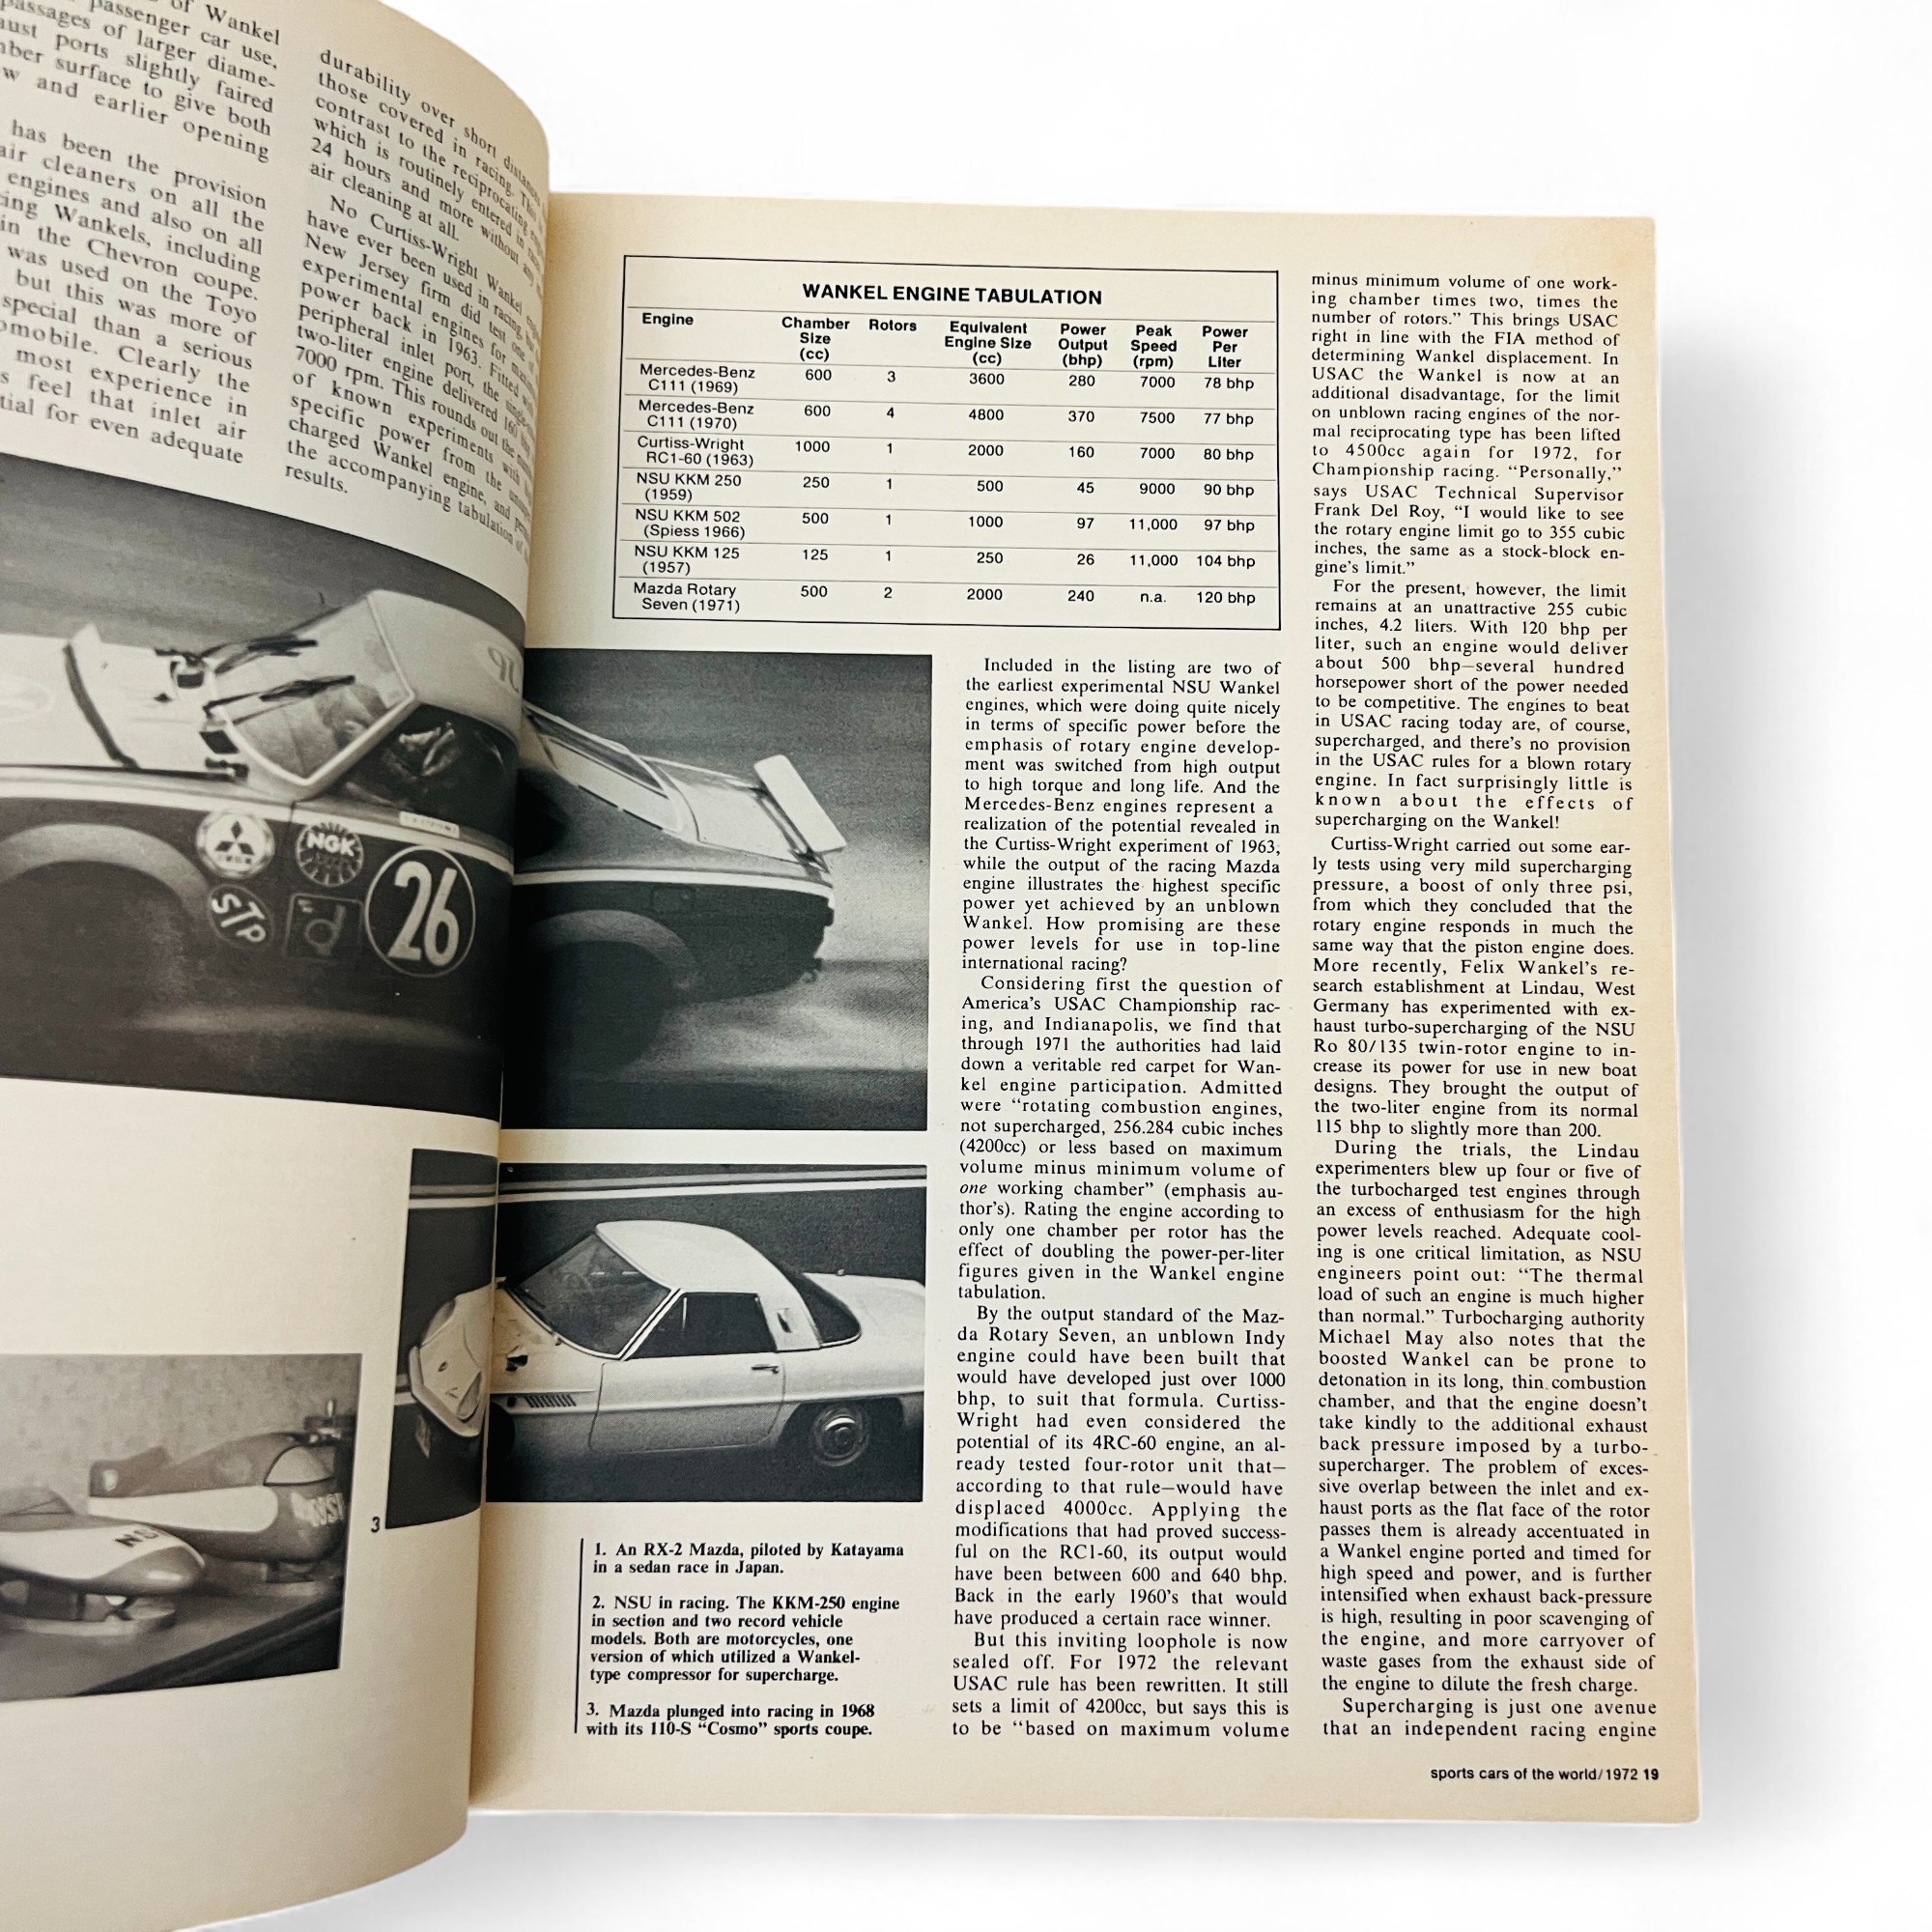 of Wankel
passenger car use,
passages of larger diame-
aust ports slightly faired
mber surface to give both
w and earlier opening
has been the provision
air cleaners on all the
engines and also on all
cing Wankels, including
in the Chevron coupe.
was used on the Toyo
but this was more of
special than a serious
omobile. Clearly the
most experience in
s feel that inlet air
tial for even adequate
durability over short distances
those covered in racing. This
contrast to the reciprocating
which is routinely entered in
24 hours and more without any
air cleaning at all.
No Curtiss-Wright Wankel
have ever been used in racing,
New Jersey firm did test one
experimental engines for
power back in 1963. Fitted with
peripheral inlet port, the
two-liter engine delivered 160
7000 rpm. This rounds out the
of known experiments with
specific power from the
charged Wankel engine, and
the accompanying tabulation of
results.
26
NGK
STP
NSU
3
WANKEL ENGINE TABULATION
Engine Chamber Size (cc) Rotors Equivalent Engine Size (cc) Power Output (bhp) Peak Speed (rpm) Power Per Liter
Mercedes-Benz C111 (1969) 600 3 3600 280 7000 78 bhp
Mercedes-Benz C111 (1970) 600 4 4800 370 7500 77 bhp
Curtiss-Wright RC1-60 (1963) 1000 1 2000 160 7000 80 bhp
NSU KKM 250 (1959) 250 1 500 45 9000 90 bhp
NSU KKM 502 (Spiess 1966) 500 1 1000 97 11,000 97 bhp
NSU KKM 125 (1957) 125 1 250 26 11,000 104 bhp
Mazda Rotary Seven (1971) 500 2 2000 240 n.a. 120 bhp
1. An RX-2 Mazda, piloted by Katayama
in a sedan race in Japan.
2. NSU in racing. The KKM-250 engine
in section and two record vehicle
models. Both are motorcycles, one
version of which utilized a Wankel-
type compressor for supercharge.
3. Mazda plunged into racing in 1968
with its 110-S “Cosmo” sports coupe.
Included in the listing are two of
the earliest experimental NSU Wankel
engines, which were doing quite nicely
in terms of specific power before the
emphasis of rotary engine develop-
ment was switched from high output
to high torque and long life. And the
Mercedes-Benz engines represent a
realization of the potential revealed in
the Curtiss-Wright experiment of 1963,
while the output of the racing Mazda
engine illustrates the highest specific
power yet achieved by an unblown
Wankel. How promising are these
power levels for use in top-line
international racing?
Considering first the question of
America's USAC Championship rac-
ing, and Indianapolis, we find that
through 1971 the authorities had laid
down a veritable red carpet for Wan-
kel engine participation. Admitted
were “rotating combustion engines,
not supercharged, 256.284 cubic inches
(4200cc) or less based on maximum
volume minus minimum volume of
one working chamber” (emphasis au-
thor's). Rating the engine according to
only one chamber per rotor has the
effect of doubling the power-per-liter
figures given in the Wankel engine
tabulation.
By the output standard of the Maz-
da Rotary Seven, an unblown Indy
engine could have been built that
would have developed just over 1000
bhp, to suit that formula. Curtiss-
Wright had even considered the
potential of its 4RC-60 engine, an al-
ready tested four-rotor unit that—
according to that rule—would have
displaced 4000cc. Applying the
modifications that had proved success-
ful on the RC1-60, its output would
have been between 600 and 640 bhp.
Back in the early 1960's that would
have produced a certain race winner.
But this inviting loophole is now
sealed off. For 1972 the relevant
USAC rule has been rewritten. It still
sets a limit of 4200cc, but says this is
to be “based on maximum volume
minus minimum volume of one work-
ing chamber times two, times the
number of rotors.” This brings USAC
right in line with the FIA method of
determining Wankel displacement. In
USAC the Wankel is now at an
additional disadvantage, for the limit
on unblown racing engines of the nor-
mal reciprocating type has been lifted
to 4500cc again for 1972, for
Championship racing. “Personally,”
says USAC Technical Supervisor
Frank Del Roy, “I would like to see
the rotary engine limit go to 355 cubic
inches, the same as a stock-block en-
gine's limit.”
For the present, however, the limit
remains at an unattractive 255 cubic
inches, 4.2 liters. With 120 bhp per
liter, such an engine would deliver
about 500 bhp—several hundred
horsepower short of the power needed
to be competitive. The engines to beat
in USAC racing today are, of course,
supercharged, and there's no provision
in the USAC rules for a blown rotary
engine. In fact surprisingly little is
known about the effects of
supercharging on the Wankel!
Curtiss-Wright carried out some ear-
ly tests using very mild supercharging
pressure, a boost of only three psi,
from which they concluded that the
rotary engine responds in much the
same way that the piston engine does.
More recently, Felix Wankel's re-
search establishment at Lindau, West
Germany has experimented with ex-
haust turbo-supercharging of the NSU
Ro 80/135 twin-rotor engine to in-
crease its power for use in new boat
designs. They brought the output of
the two-liter engine from its normal
115 bhp to slightly more than 200.
During the trials, the Lindau
experimenters blew up four or five of
the turbocharged test engines through
an excess of enthusiasm for the high
power levels reached. Adequate cool-
ing is one critical limitation, as NSU
engineers point out: “The thermal
load of such an engine is much higher
than normal.” Turbocharging authority
Michael May also notes that the
boosted Wankel can be prone to
detonation in its long, thin combustion
chamber, and that the engine doesn't
take kindly to the additional exhaust
back pressure imposed by a turbo-
supercharger. The problem of exces-
sive overlap between the inlet and ex-
haust ports as the flat face of the rotor
passes them is already accentuated in
a Wankel engine ported and timed for
high speed and power, and is further
intensified when exhaust back-pressure
is high, resulting in poor scavenging of
the engine, and more carryover of
waste gases from the exhaust side of
the engine to dilute the fresh charge.
Supercharging is just one avenue
that an independent racing engine
sports cars of the world/1972 19